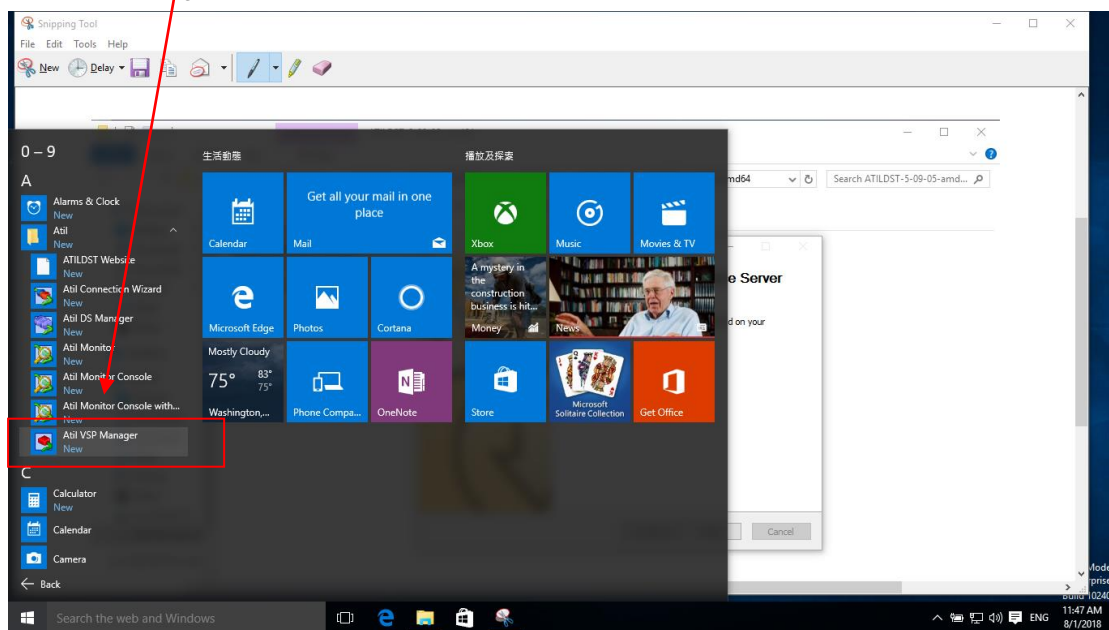 Snipping Tool
File Edit Tools Help
New Delay
Search ATILDST-5-09-05-amd...
md64
0 – 9
A
Alarms & Clock
New
Atil
New
ATILDST Website
New
Atil Connection Wizard
New
Atil DS Manager
New
Atil Monitor
New
Atil Monitor Console
New
Atil Monitor Console with...
New
Atil VSP Manager
New
C
Calculator
New
Calendar
Camera
Back
生活動態
Calendar
Get all your mail in one
place
Mail
Microsoft Edge
Photos
Cortana
Mostly Cloudy
75° 83°
75°
Washington,...
Phone Compa...
OneNote
播放及探索
Xbox
Music
Movies & TV
A mystery in
the
construction
business is hit...
Money
News
Store
Microsoft
Solitaire Collection
Get Office
e Server
d on your
Cancel
Mode
rprise
Build 10240
Search the web and Windows
ENG
11:47 AM
8/1/2018